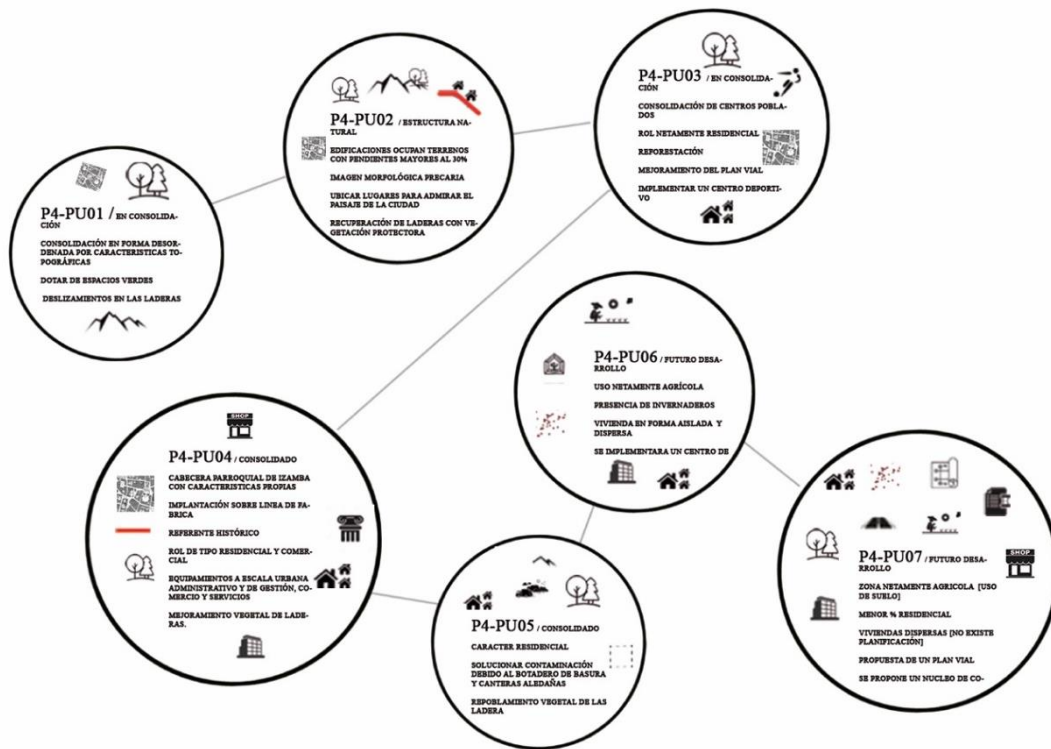 P4-PU01 / EN CONSOLIDA-
CIÓN
CONSOLIDACIÓN EN FORMA DESOR-
DENADA POR CARACTERISTICAS TO-
POGRÁFICAS
DOTAR DE ESPACIOS VERDES
DESLIZAMIENTOS EN LAS LADERAS
P4-PU02 / ESTRUCTURA NA-
TURAL
EDIFICACIONES OCUPAN TERRENOS
CON PENDIENTES MAYORES AL 30%
IMAGEN MORFOLÓGICA PRECARIA
UBICAR LUGARES PARA ADMIRAR EL
PAISAJE DE LA CIUDAD
RECUPERACIÓN DE LADERAS CON VE-
GETACIÓN PROTECTORA
P4-PU03 / EN CONSOLIDA-
CIÓN
CONSOLIDACIÓN DE CENTROS POBLA-
DOS
ROL NETAMENTE RESIDENCIAL
REFORESTACIÓN
MEJORAMIENTO DEL PLAN VIAL
IMPLEMENTAR UN CENTRO DEPORTI-
VO
SHOP
P4-PU04 / CONSOLIDADO
CABECERA PARROQUIAL DE IZAMBA
CON CARACTERISTICAS PROPIAS
IMPLANTACIÓN SOBRE LINEA DE FA-
BRICA
REFERENTE HISTÓRICO
ROL DE TIPO RESIDENCIAL Y COMER-
CIAL
EQUIPAMIENTOS A ESCALA URBANA
ADMINISTRATIVO Y DE GESTIÓN, CO-
MERCIO Y SERVICIOS
MEJORAMIENTO VEGETAL DE LADE-
RAS.
P4-PU05 / CONSOLIDADO
CARACTER RESIDENCIAL
SOLUCIONAR CONTAMINACIÓN
DEBIDO AL BOTADERO DE BASURA
Y CANTERAS ALEDAÑAS
REPOBLAMIENTO VEGETAL DE LAS
LADERA
P4-PU06 / FUTURO DESA-
RROLLO
USO NETAMENTE AGRÍCOLA
PRESENCIA DE INVERNADEROS
VIVIENDA EN FORMA AISLADA Y
DISPERSA
SE IMPLEMENTARA UN CENTRO DE
P4-PU07 / FUTURO DESA-
RROLLO
SHOP
ZONA NETAMENTE AGRICOLA [USO
DE SUELO]
MENOR % RESIDENCIAL
VIVIENDAS DISPERSAS [NO EXISTE
PLANIFICACIÓN]
PROPUESTA DE UN PLAN VIAL
SE PROPONE UN NUCLEO DE CO-